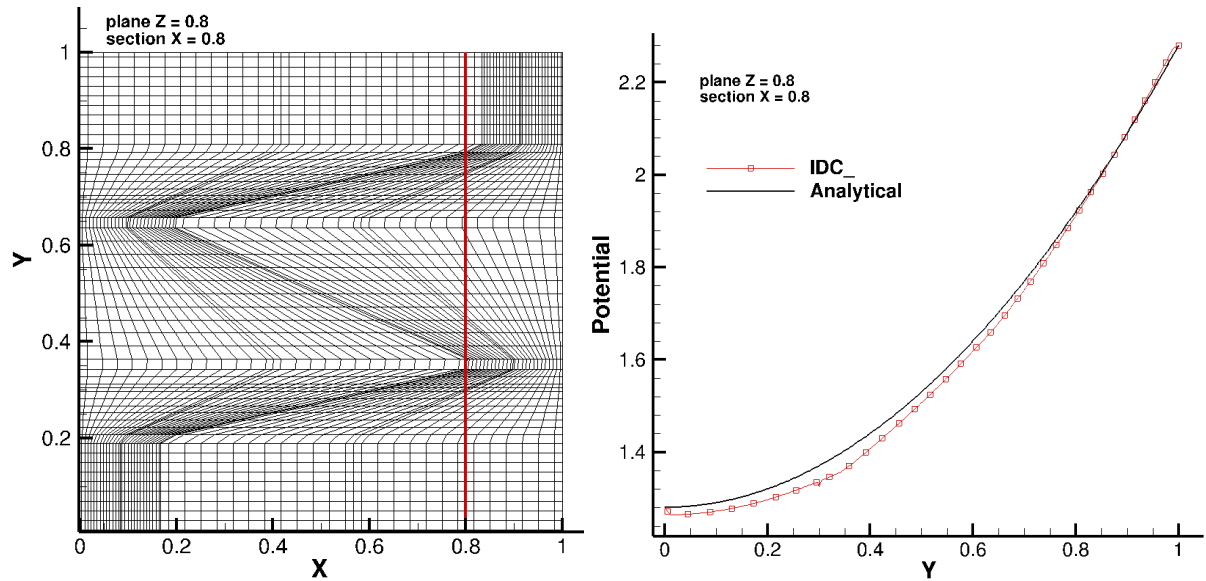 plane Z = 0.8
section X = 0.8
1
0.8
0.6
0.4
0.2
Y
0
0.2
0.4
0.6
0.8
1
X
plane Z = 0.8
section X = 0.8
IDC_
Analytical
2.2
2
1.8
1.6
1.4
Potential
0
0.2
0.4
0.6
0.8
1
Y